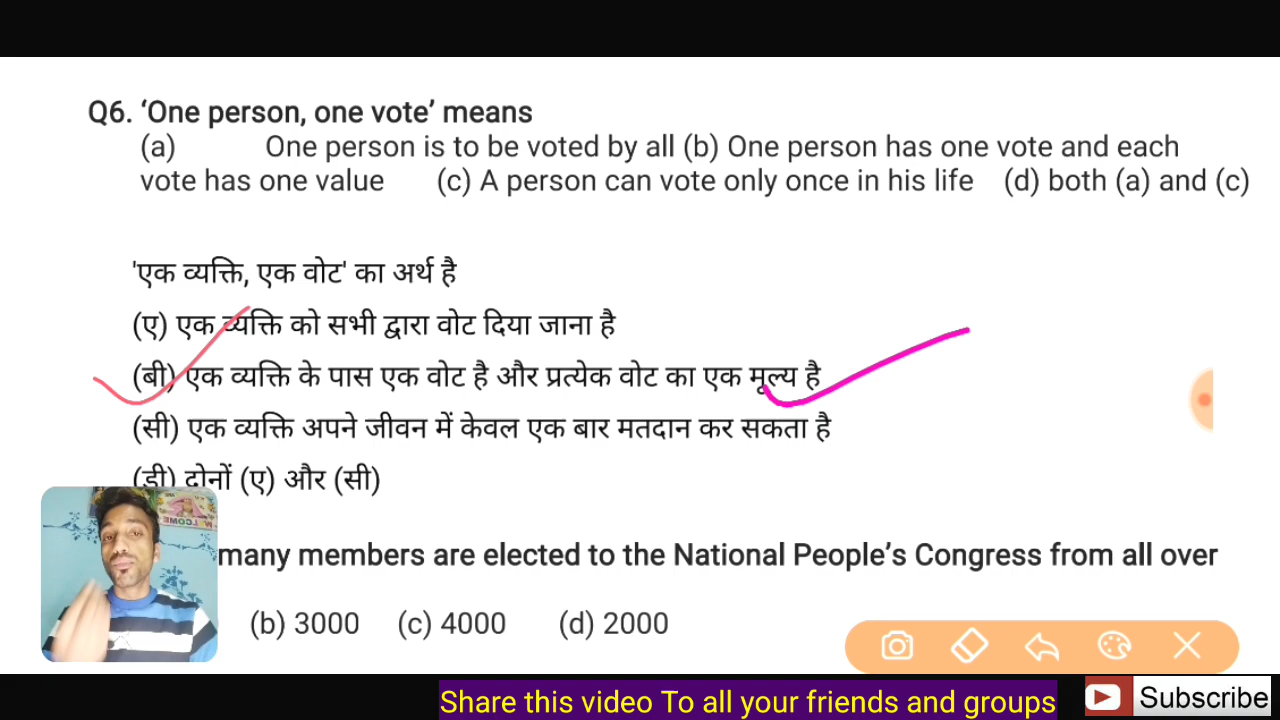 Q6. ‘One person, one vote’ means
(a) One person is to be voted by all (b) One person has one vote and each
vote has one value (c) A person can vote only once in his life (d) both (a) and (c)
'एक व्यक्ति, एक वोट' का अर्थ है
(ए) एक व्यक्ति को सभी द्वारा वोट दिया जाना है
(बी) एक व्यक्ति के पास एक वोट है और प्रत्येक वोट का एक मूल्य है
(सी) एक व्यक्ति अपने जीवन में केवल एक बार मतदान कर सकता है
(डी) दोनों (ए) और (सी)
many members are elected to the National People’s Congress from all over
(b) 3000 (c) 4000 (d) 2000
Share this video To all your friends and groups
Subscribe